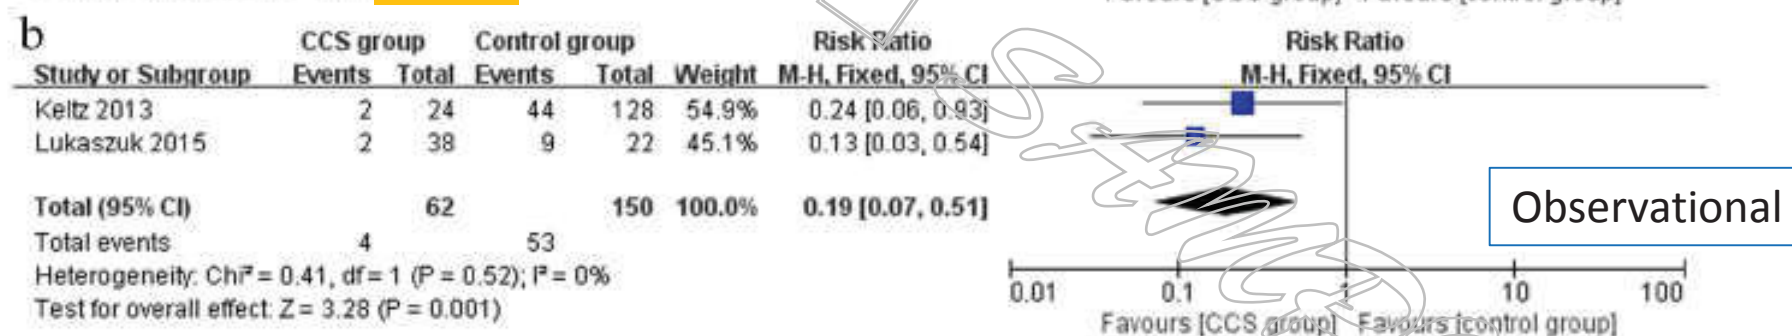 b
CCS group Control group Risk Ratio Risk Ratio
Study or Subgroup Events Total Events Total Weight M-H, Fixed, 95% CI M-H, Fixed, 95% CI
Keltz 2013 2 24 44 128 54.9% 0.24 [0.06, 0.93]
Lukaszuk 2015 2 38 9 22 45.1% 0.13 [0.03, 0.54]
Total (95% CI) 62 150 100.0% 0.19 [0.07, 0.51]
Observational
Total events 4 53
Heterogeneity: Chi² = 0.41, df = 1 (P = 0.52); I² = 0%
Test for overall effect: Z = 3.28 (P = 0.001)
0.01 0.1 1 10 100
Favours [CCS group] Favours [control group]